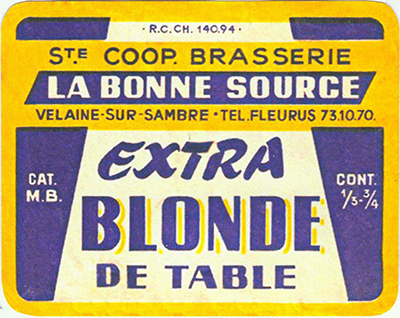 · R.C.CH. 140.94 ·
STE COOP. BRASSERIE
LA BONNE SOURCE
VELAINE-SUR-SAMBRE · TEL. FLEURUS 73.10.70.
EXTRA
BLONDE
DE TABLE
CAT.
M.B.
CONT.
1/3-3/4